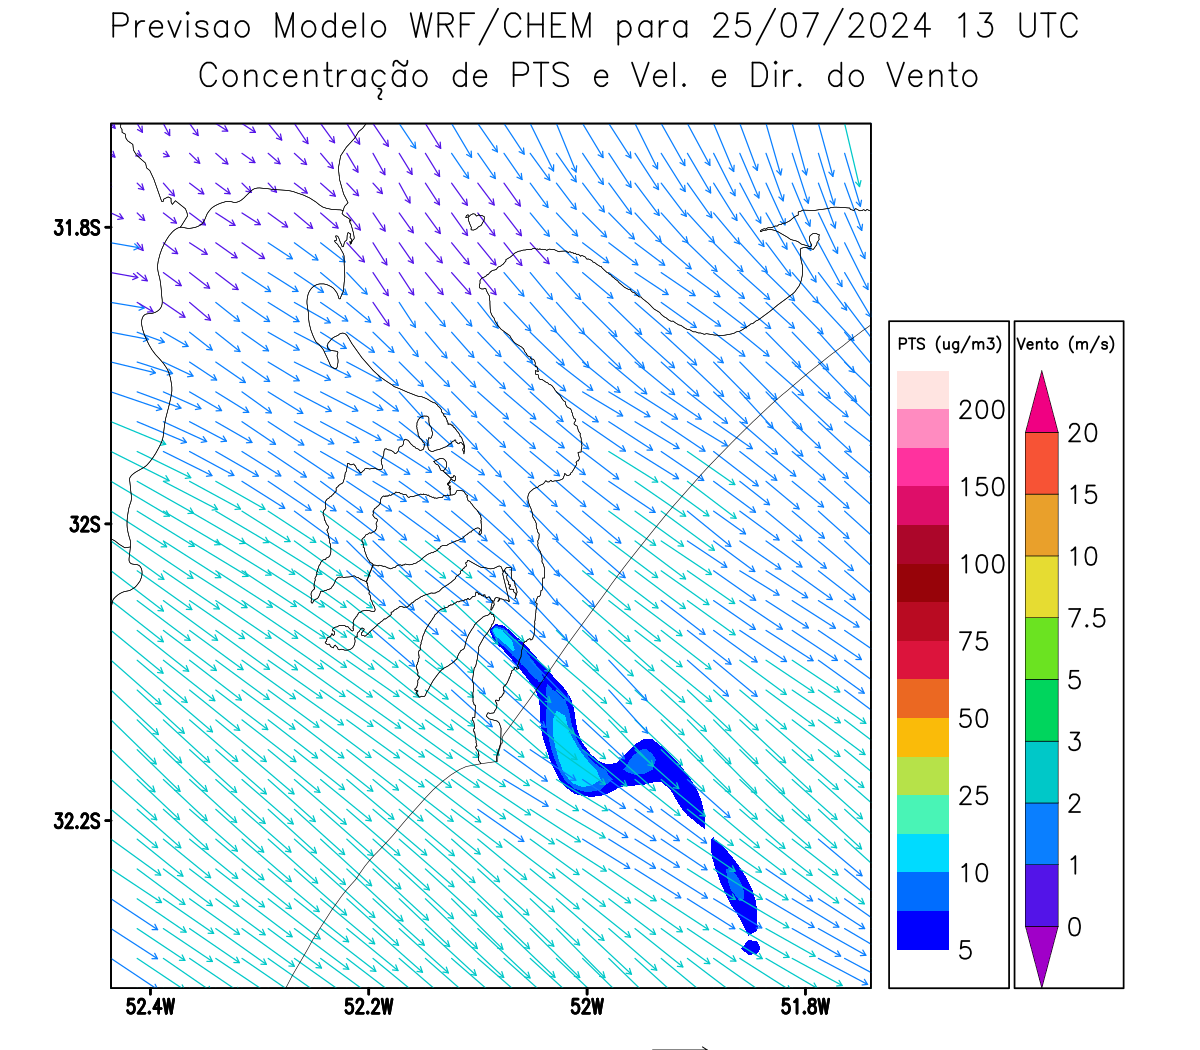 Previsao Modelo WRF/CHEM para 25/07/2024 13 UTC
Concentração de PTS e Vel. e Dir. do Vento
31.8S
32S
32.2S
52.4W
52.2W
52W
51.8W
PTS (ug/m3)
200
150
100
75
50
25
10
5
Vento (m/s)
20
15
10
7.5
5
3
2
1
0